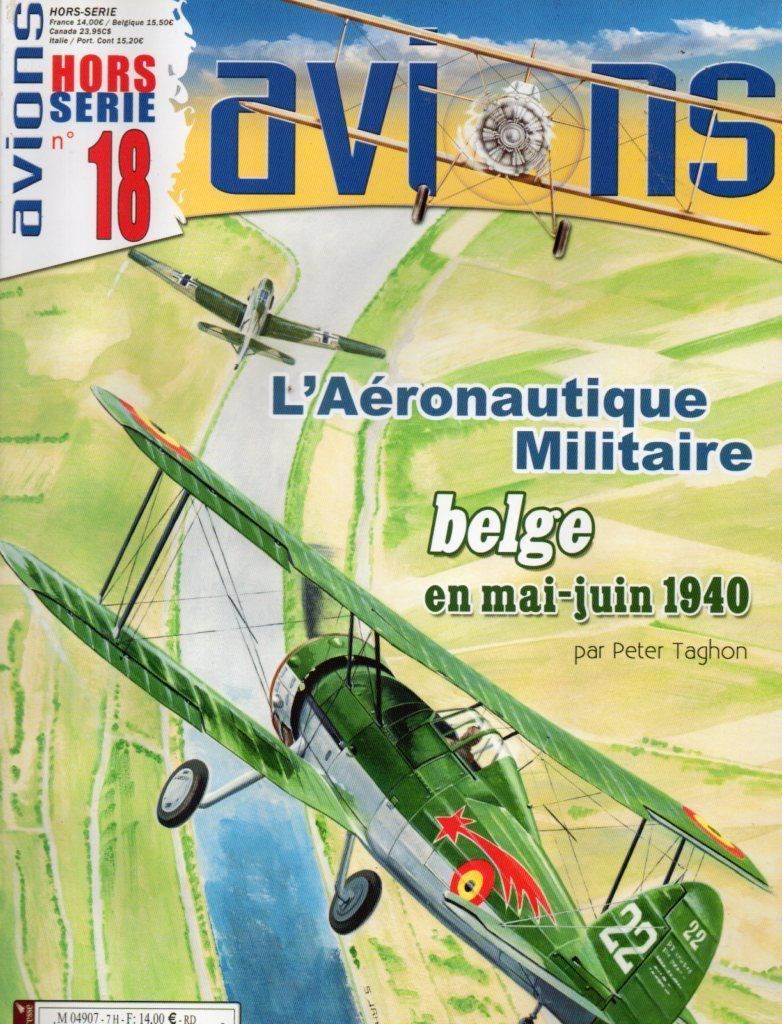 avions
HORS-SERIE
France 14,00€ / Belgique 15,50€
Canada 23,95C$
Italie / Port. Cont 15,20€
HORS
SERIE
n° 18
avions
L'Aéronautique
Militaire
belge
en mai-juin 1940
par Peter Taghon
22
22
M 04907 - 7H - F: 14,00 € - RD